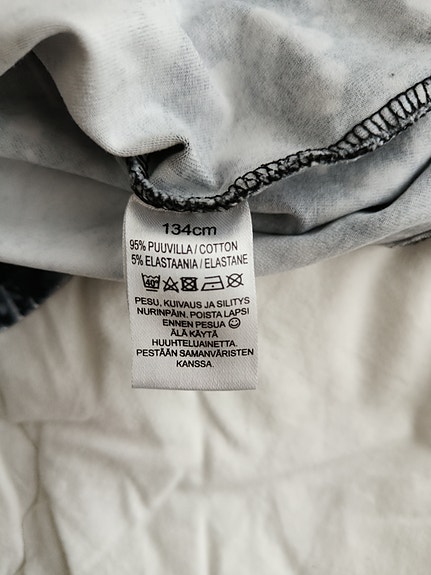 134cm
95% PUUVILLA / COTTON
5% ELASTAANIA / ELASTANE
40°
PESU, KUIVAUS JA SILITYS
NURINPÄIN. POISTA LAPSI
ENNEN PESUA ☺
ÄLÄ KÄYTÄ
HUUHTELUAINETTA.
PESTÄÄN SAMANVÄRISTEN
KANSSA.